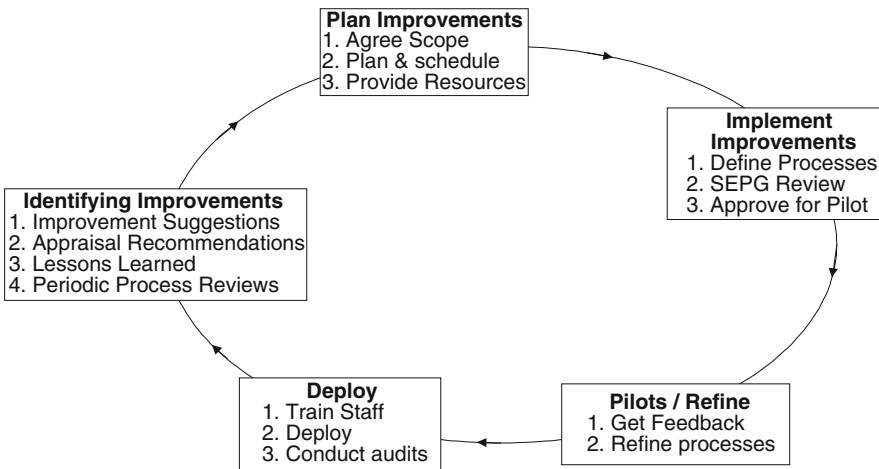 Plan Improvements
1. Agree Scope
2. Plan & schedule
3. Provide Resources
Implement
Improvements
1. Define Processes
2. SEPG Review
3. Approve for Pilot
Identifying Improvements
1. Improvement Suggestions
2. Appraisal Recommendations
3. Lessons Learned
4. Periodic Process Reviews
Deploy
1. Train Staff
2. Deploy
3. Conduct audits
Pilots / Refine
1. Get Feedback
2. Refine processes